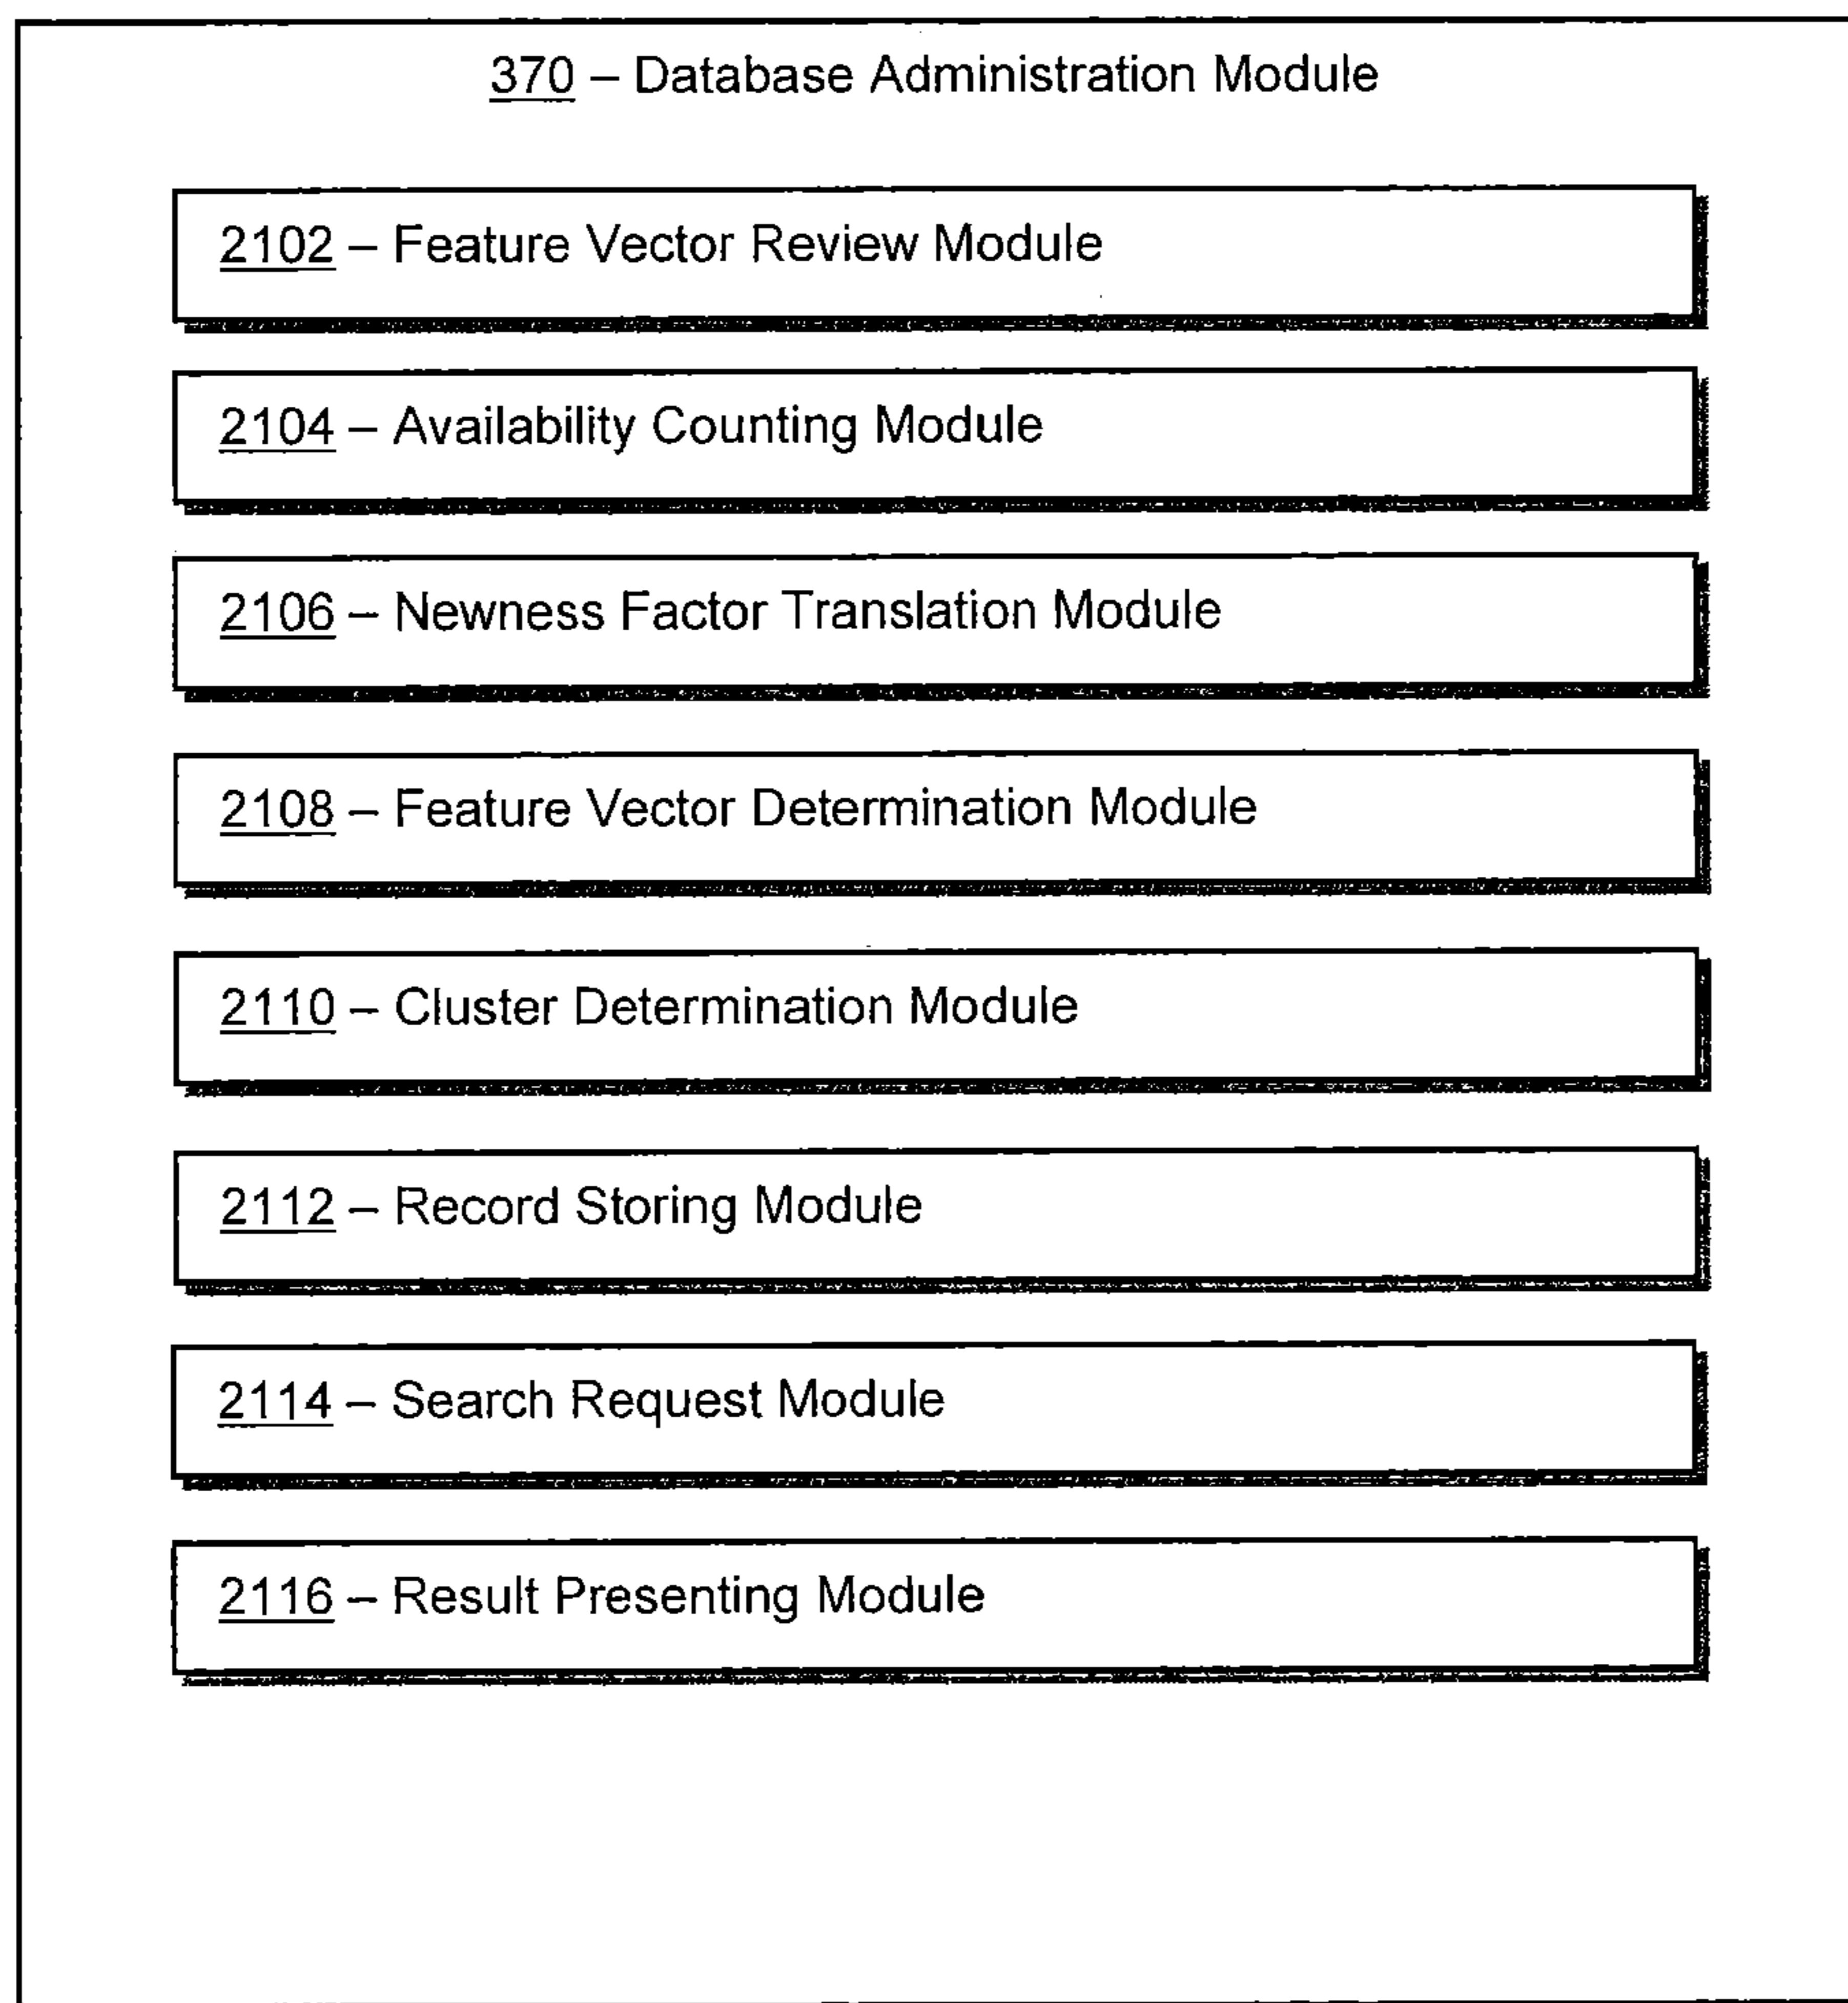 370 – Database Administration Module
2102 – Feature Vector Review Module
2104 – Availability Counting Module
2106 – Newness Factor Translation Module
2108 – Feature Vector Determination Module
2110 – Cluster Determination Module
2112 – Record Storing Module
2114 – Search Request Module
2116 – Result Presenting Module